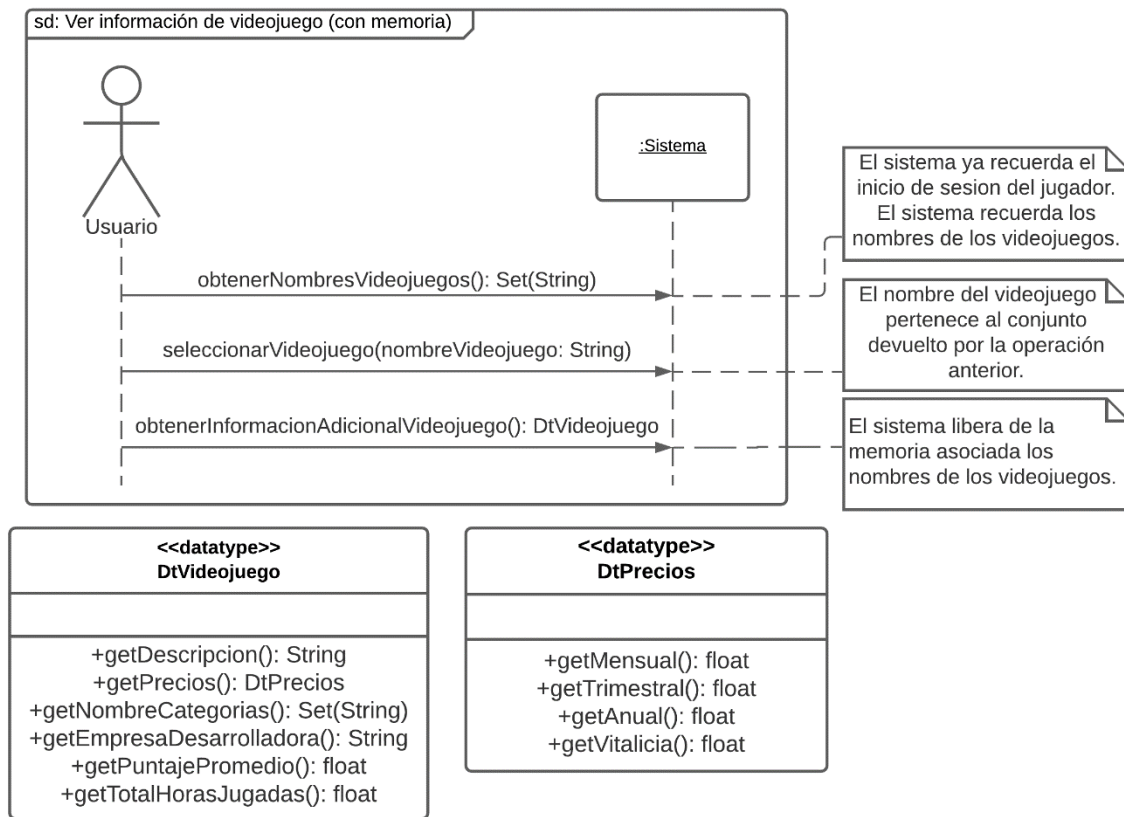 sd: Ver información de videojuego (con memoria)
Usuario
:Sistema
El sistema ya recuerda el
inicio de sesion del jugador.
El sistema recuerda los
nombres de los videojuegos.
obtenerNombresVideojuegos(): Set(String)
El nombre del videojuego
pertenece al conjunto
devuelto por la operación
anterior.
seleccionarVideojuego(nombreVideojuego: String)
obtenerInformacionAdicionalVideojuego(): DtVideojuego
El sistema libera de la
memoria asociada los
nombres de los videojuegos.
<<datatype>>
DtVideojuego
+getDescripcion(): String
+getPrecios(): DtPrecios
+getNombreCategorias(): Set(String)
+getEmpresaDesarrolladora(): String
+getPuntajePromedio(): float
+getTotalHorasJugadas(): float
<<datatype>>
DtPrecios
+getMensual(): float
+getTrimestral(): float
+getAnual(): float
+getVitalicia(): float